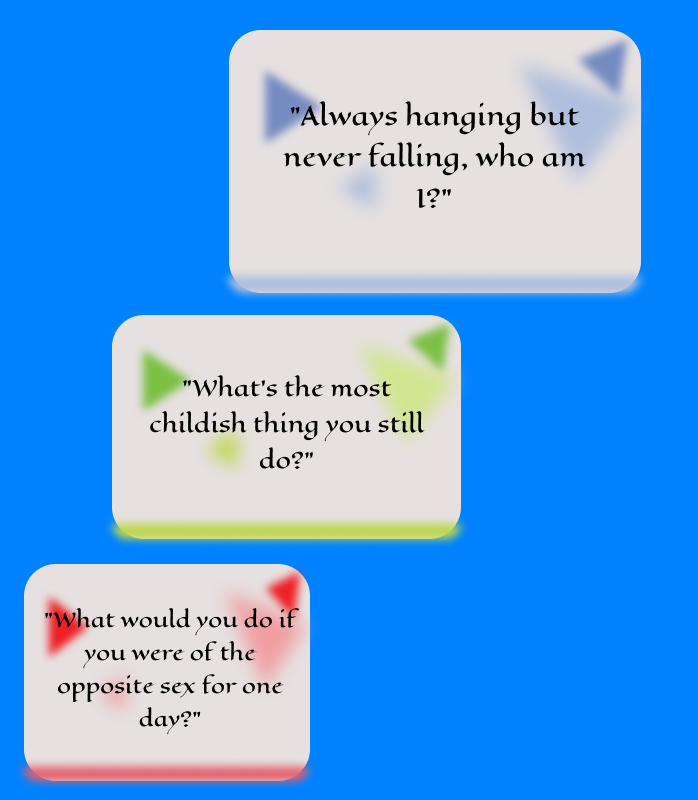 "Always hanging but
never falling, who am
I?"
"What's the most
childish thing you still
do?"
"What would you do if
you were of the
opposite sex for one
day?"